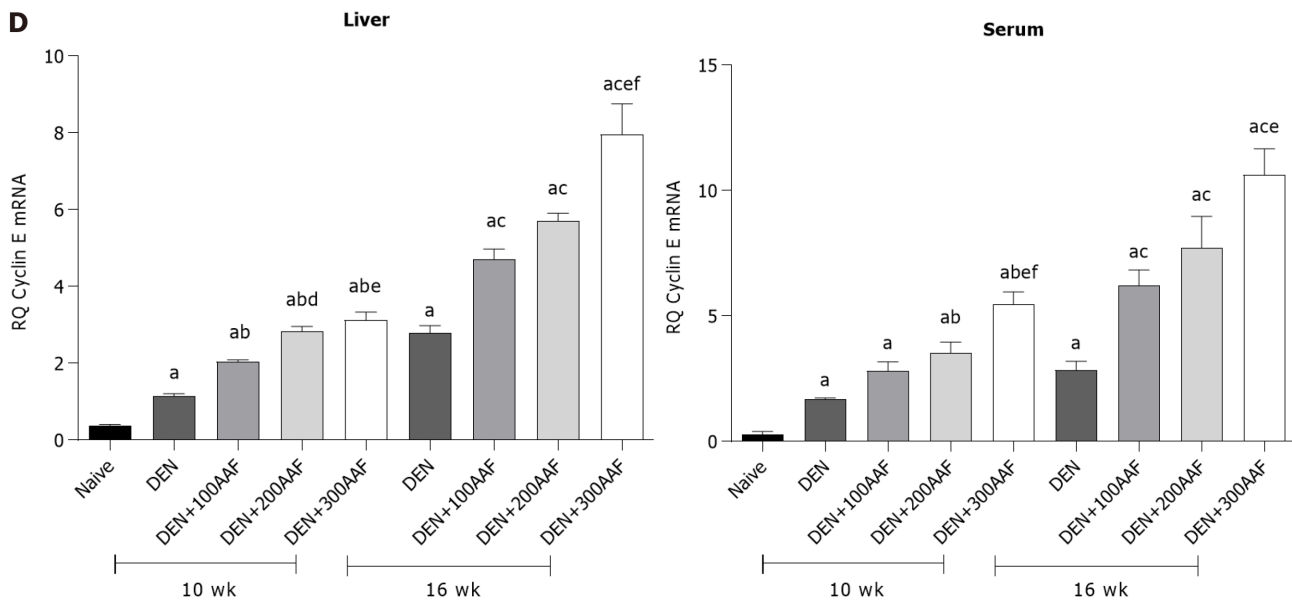 D
Liver
RQ Cyclin E mRNA
10
8
6
4
2
0
a
ab
abd
abe
a
ac
ac
acef
Naive
DEN
DEN+100AAF
DEN+200AAF
DEN+300AAF
DEN
DEN+100AAF
DEN+200AAF
DEN+300AAF
10 wk
16 wk
Serum
RQ Cyclin E mRNA
15
10
5
0
a
a
ab
abef
a
ac
ac
ace
Naive
DEN
DEN+100AAF
DEN+200AAF
DEN+300AAF
DEN
DEN+100AAF
DEN+200AAF
DEN+300AAF
10 wk
16 wk